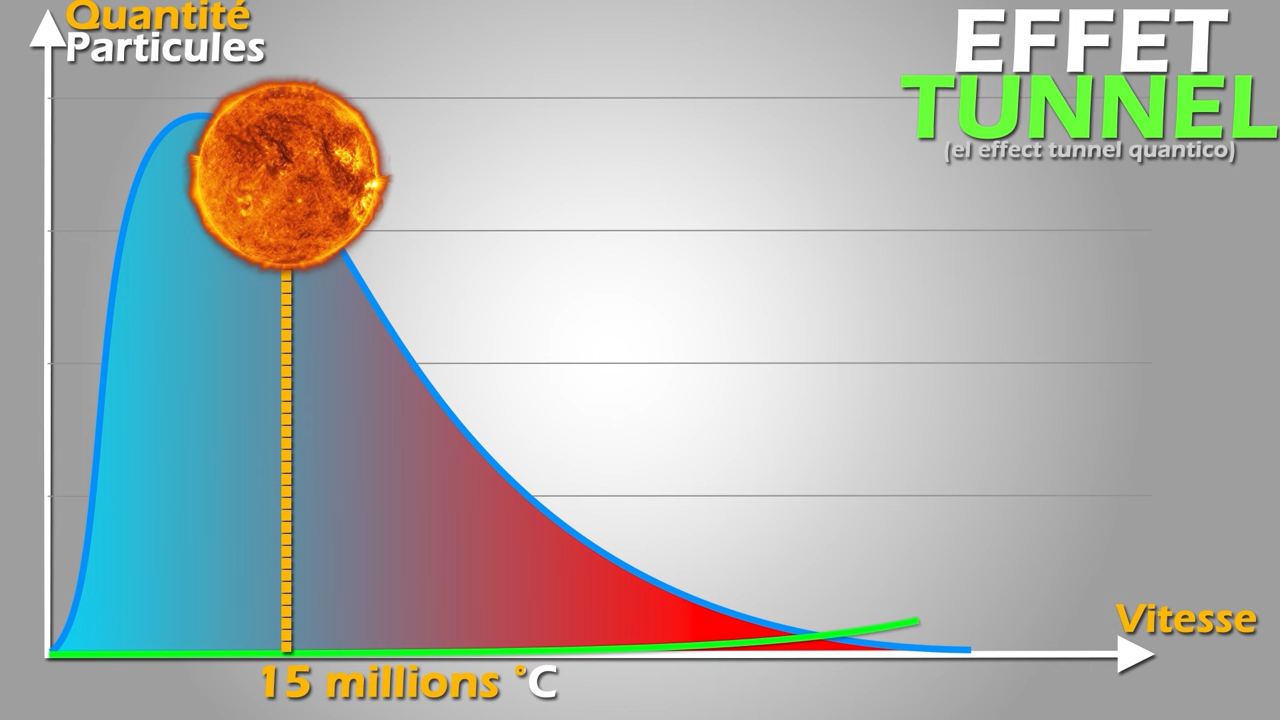 Quantité
Particules
EFFET
TUNNEL
(el effect tunnel quantico)
Vitesse
15 millions °C